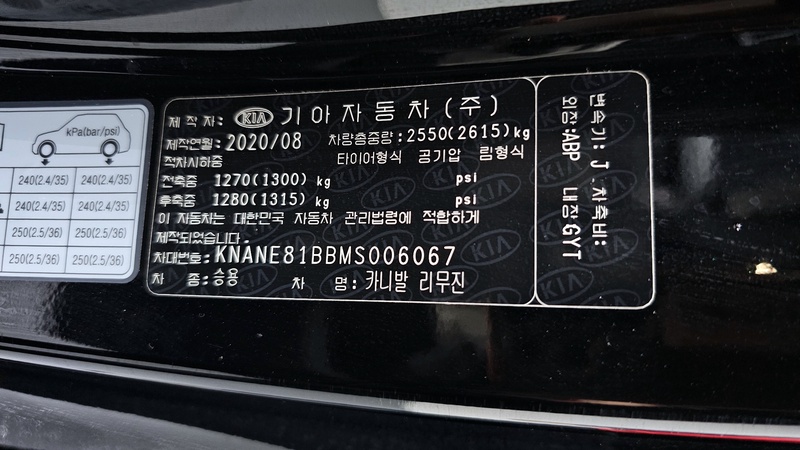 kPa(bar/psi)
240(2.4/35) 240(2.4/35)
240(2.4/35) 240(2.4/35)
250(2.5/36) 250(2.5/36)
250(2.5/36) 250(2.5/36)
제 작 자: KIA 기아자동차(주)
제작연월: 2020/08 차량총중량: 2550(2615)kg
적차시하중 타이어형식 공기압 림형식
전축중 1270(1300) kg psi
후축중 1280(1315) kg psi
이 자동차는 대한민국 자동차 관리법령에 적합하게
제작되었습니다.
차대번호: KNANE81BBMS006067
차 종: 승용 차 명: 카니발 리무진
변속기: J 차축비:
외장:ABP 내장GYT